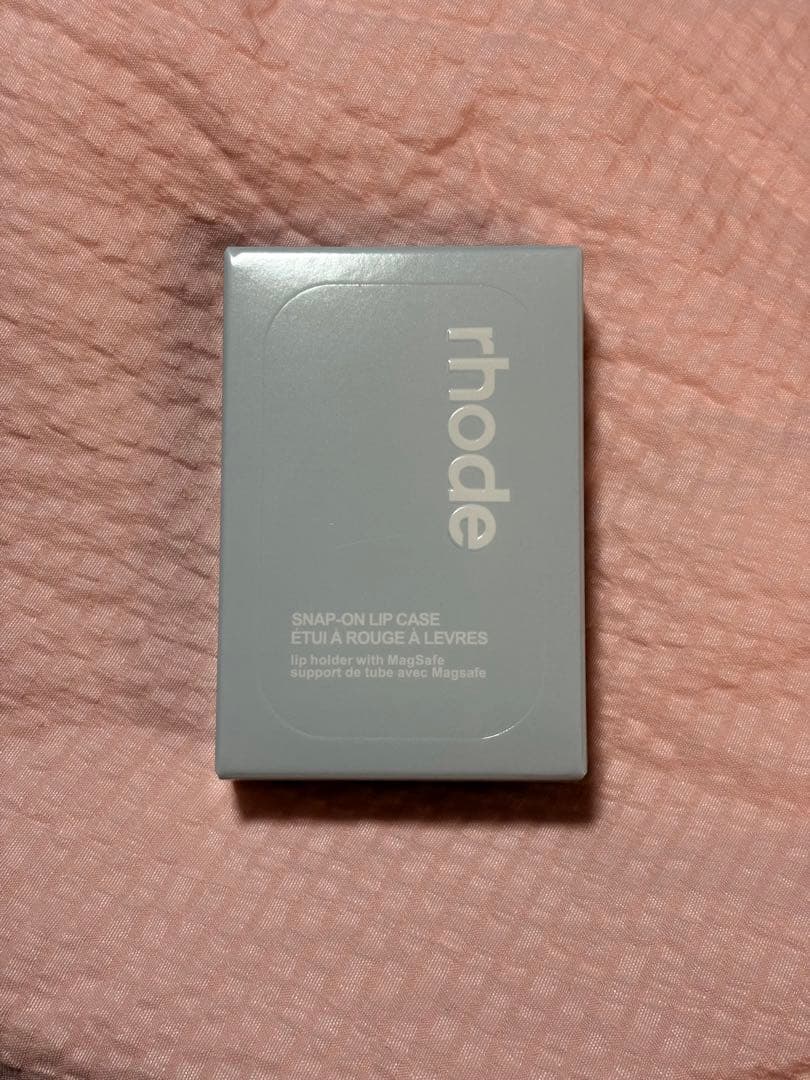 rhode
SNAP-ON LIP CASE
ÉTUI À ROUGE À LEVRES
lip holder with MagSafe
support de tube avec Magsafe